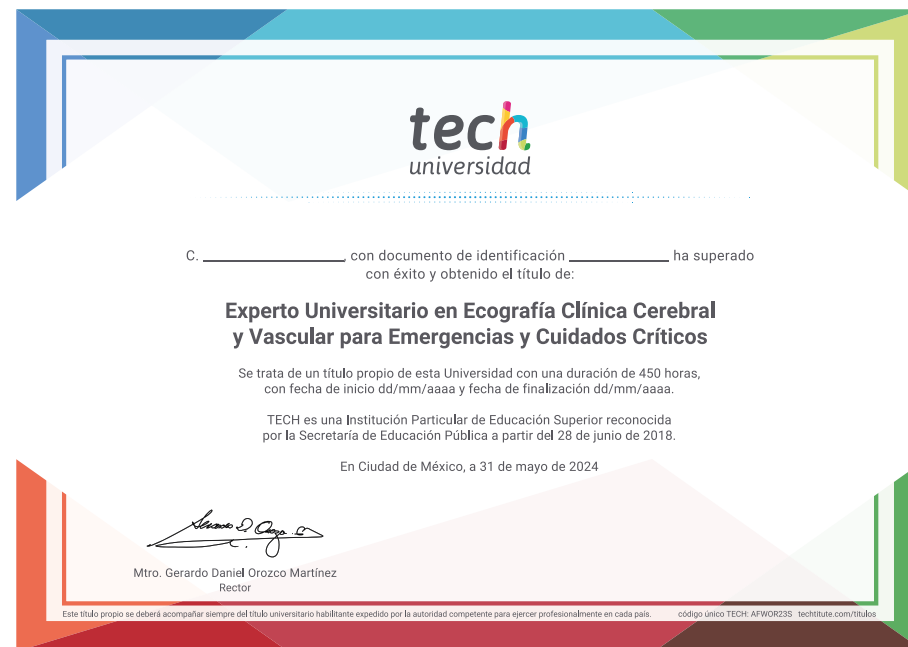 tech
universidad
C. ____________________, con documento de identificación ______________ ha superado
con éxito y obtenido el título de:
Experto Universitario en Ecografía Clínica Cerebral
y Vascular para Emergencias y Cuidados Críticos
Se trata de un título propio de esta Universidad con una duración de 450 horas,
con fecha de inicio dd/mm/aaaa y fecha de finalización dd/mm/aaaa.
TECH es una Institución Particular de Educación Superior reconocida
por la Secretaría de Educación Pública a partir del 28 de junio de 2018.
En Ciudad de México, a 31 de mayo de 2024
Mtro. Gerardo Daniel Orozco Martínez
Rector
Este título propio se deberá acompañar siempre del título universitario habilitante expedido por la autoridad competente para ejercer profesionalmente en cada país. código único TECH: AFWOR23S techtitute.com/titulos